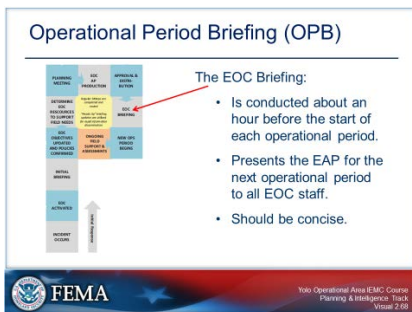 Operational Period Briefing (OPB)
PLANNING
MEETING
EOC
AP
PRODUCTION
APPROVAL &
DISTRI-
BUTION
DETERMINE
EOC
RESOURCES
TO SUPPORT
FIELD NEEDS
EOC
BRIEFING
EOC
OBJECTIVES
UPDATED
AND POLICIES
CONFIRMED
ONGOING
FIELD
SUPPORT &
ASSESSMENTS
NEW OPS
PERIOD
BEGINS
INITIAL
BRIEFING
EOC
ACTIVATED
INCIDENT
OCCURS
Initial Response
The EOC Briefing:
• Is conducted about an
hour before the start of
each operational period.
• Presents the EAP for the
next operational period
to all EOC staff.
• Should be concise.
FEMA
Yolo Operational Area IEMC Course
Planning & Intelligence Track
Visual 2.68